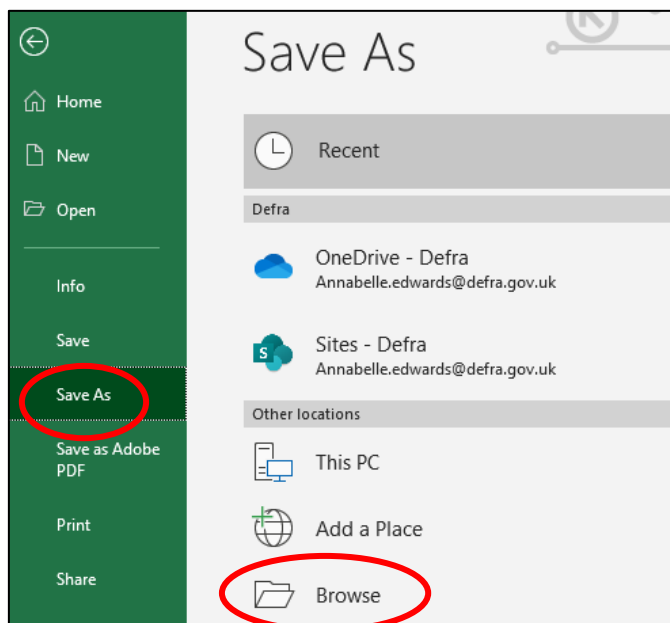 Save As
Home
New
Open
Info
Save
Save As
Save as Adobe
PDF
Print
Share
Recent
Defra
OneDrive - Defra
Annabelle.edwards@defra.gov.uk
Sites - Defra
Annabelle.edwards@defra.gov.uk
Other locations
This PC
Add a Place
Browse